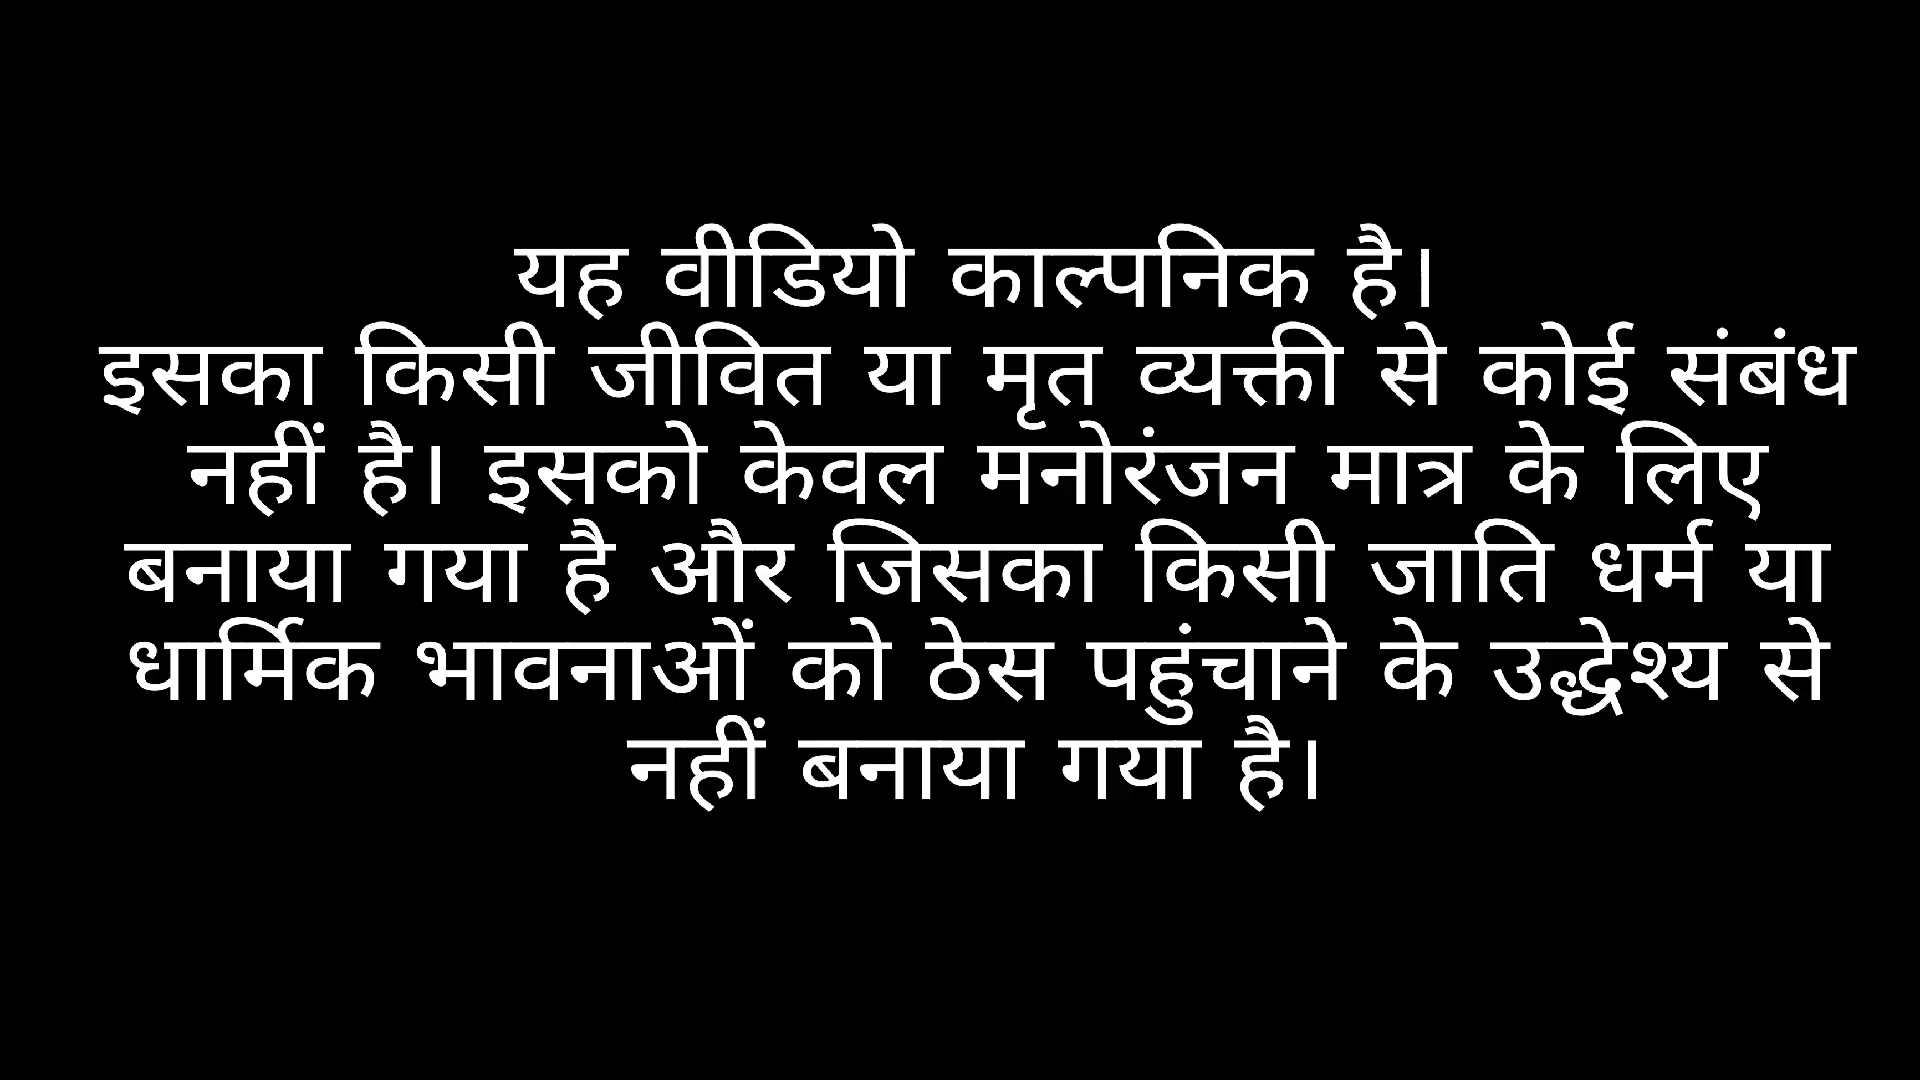 यह वीडियो काल्पनिक है।
इसका किसी जीवित या मृत व्यक्ती से कोई संबंध
नहीं है। इसको केवल मनोरंजन मात्र के लिए
बनाया गया है और जिसका किसी जाति धर्म या
धार्मिक भावनाओं को ठेस पहुंचाने के उद्धेश्य से
नहीं बनाया गया है।